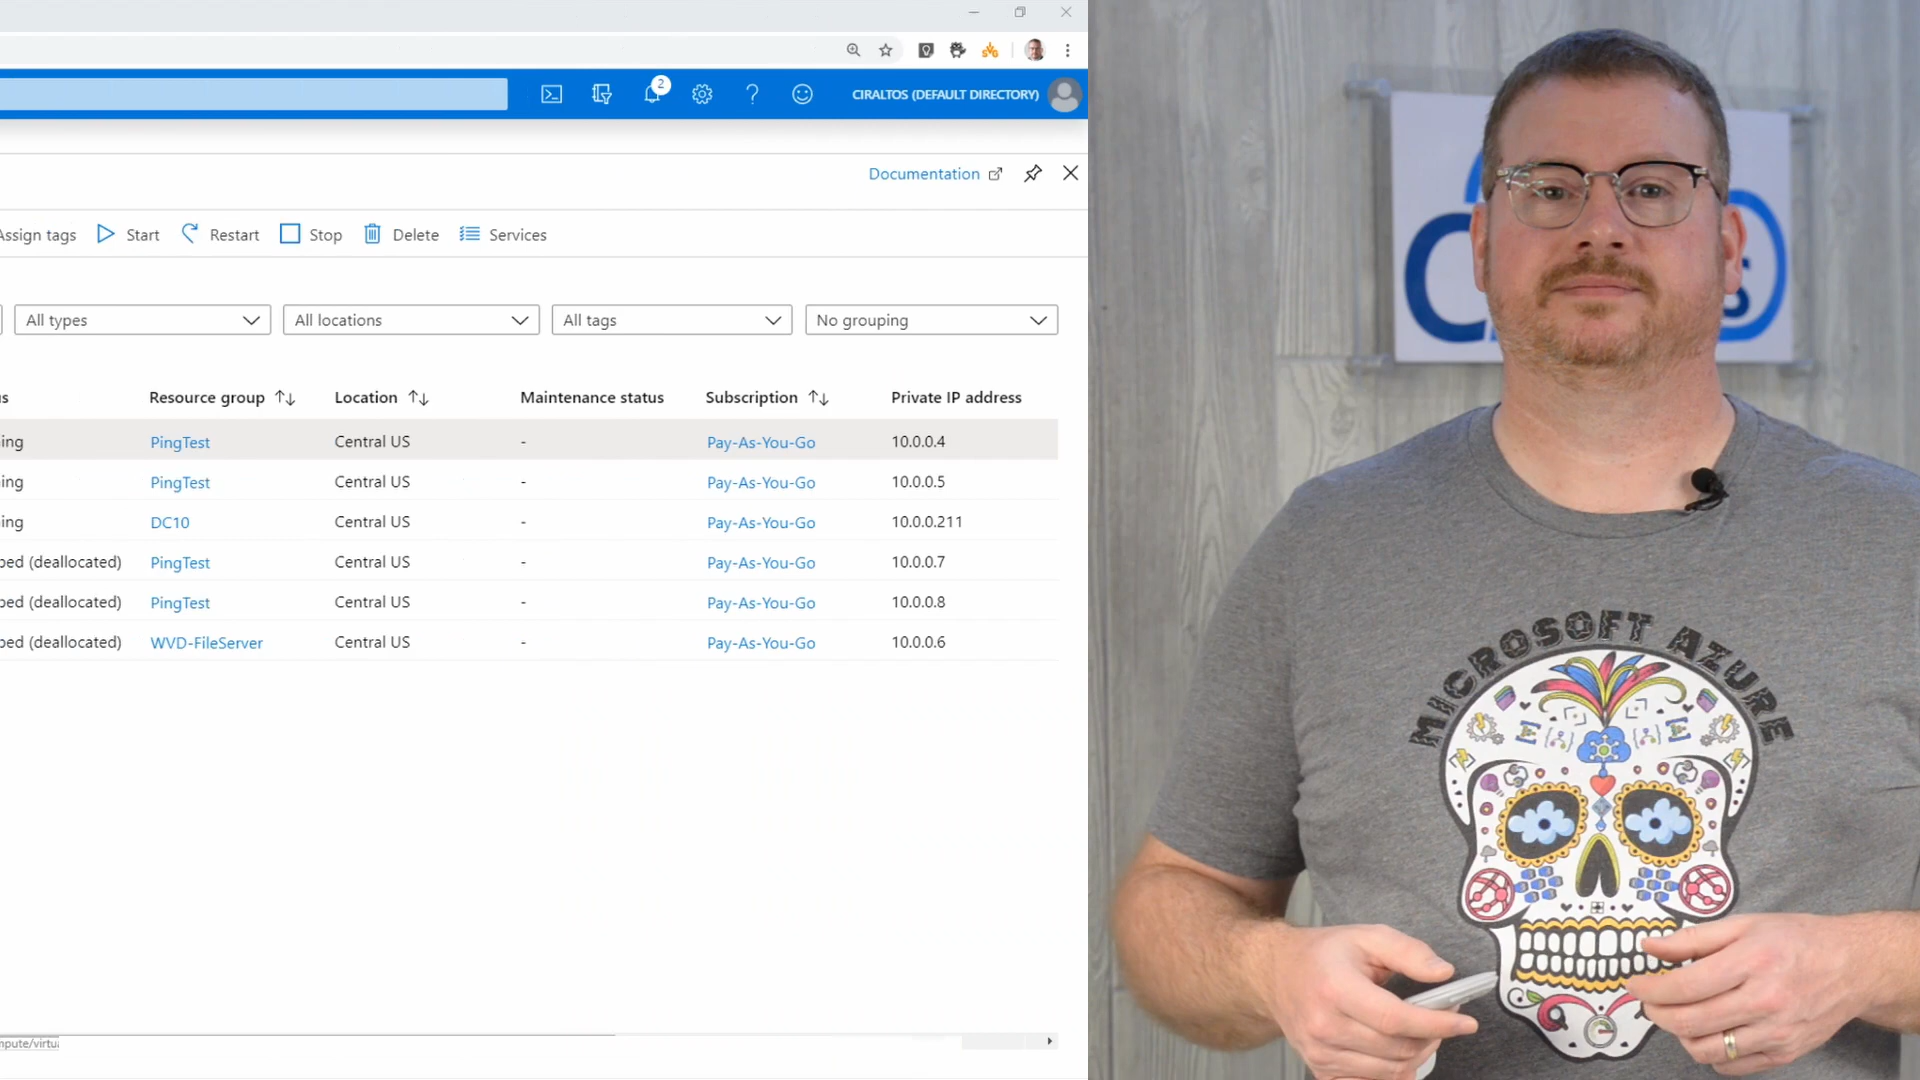 2
CIRALTOS (DEFAULT DIRECTORY)
Documentation
Assign tags Start Restart Stop Delete Services
All types All locations All tags No grouping
us Resource group Location Maintenance status Subscription Private IP address
ning PingTest Central US - Pay-As-You-Go 10.0.0.4
ning PingTest Central US - Pay-As-You-Go 10.0.0.5
ning DC10 Central US - Pay-As-You-Go 10.0.0.211
ped (deallocated) PingTest Central US - Pay-As-You-Go 10.0.0.7
ped (deallocated) PingTest Central US - Pay-As-You-Go 10.0.0.8
ped (deallocated) WVD-FileServer Central US - Pay-As-You-Go 10.0.0.6
mpute/virtu
MICROSOFT AZURE